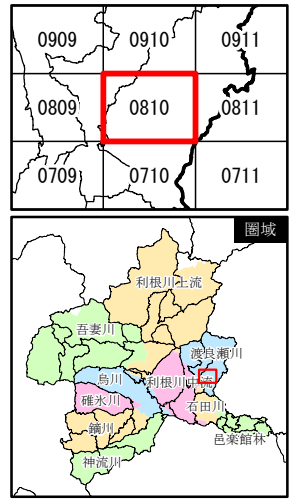 0909 0910 0911
0809 0810 0811
0709 0710 0711
圏域
利根川上流
吾妻川
渡良瀬川
烏川
利根川中流
碓氷川
石田川
鏑川
邑楽館林
神流川